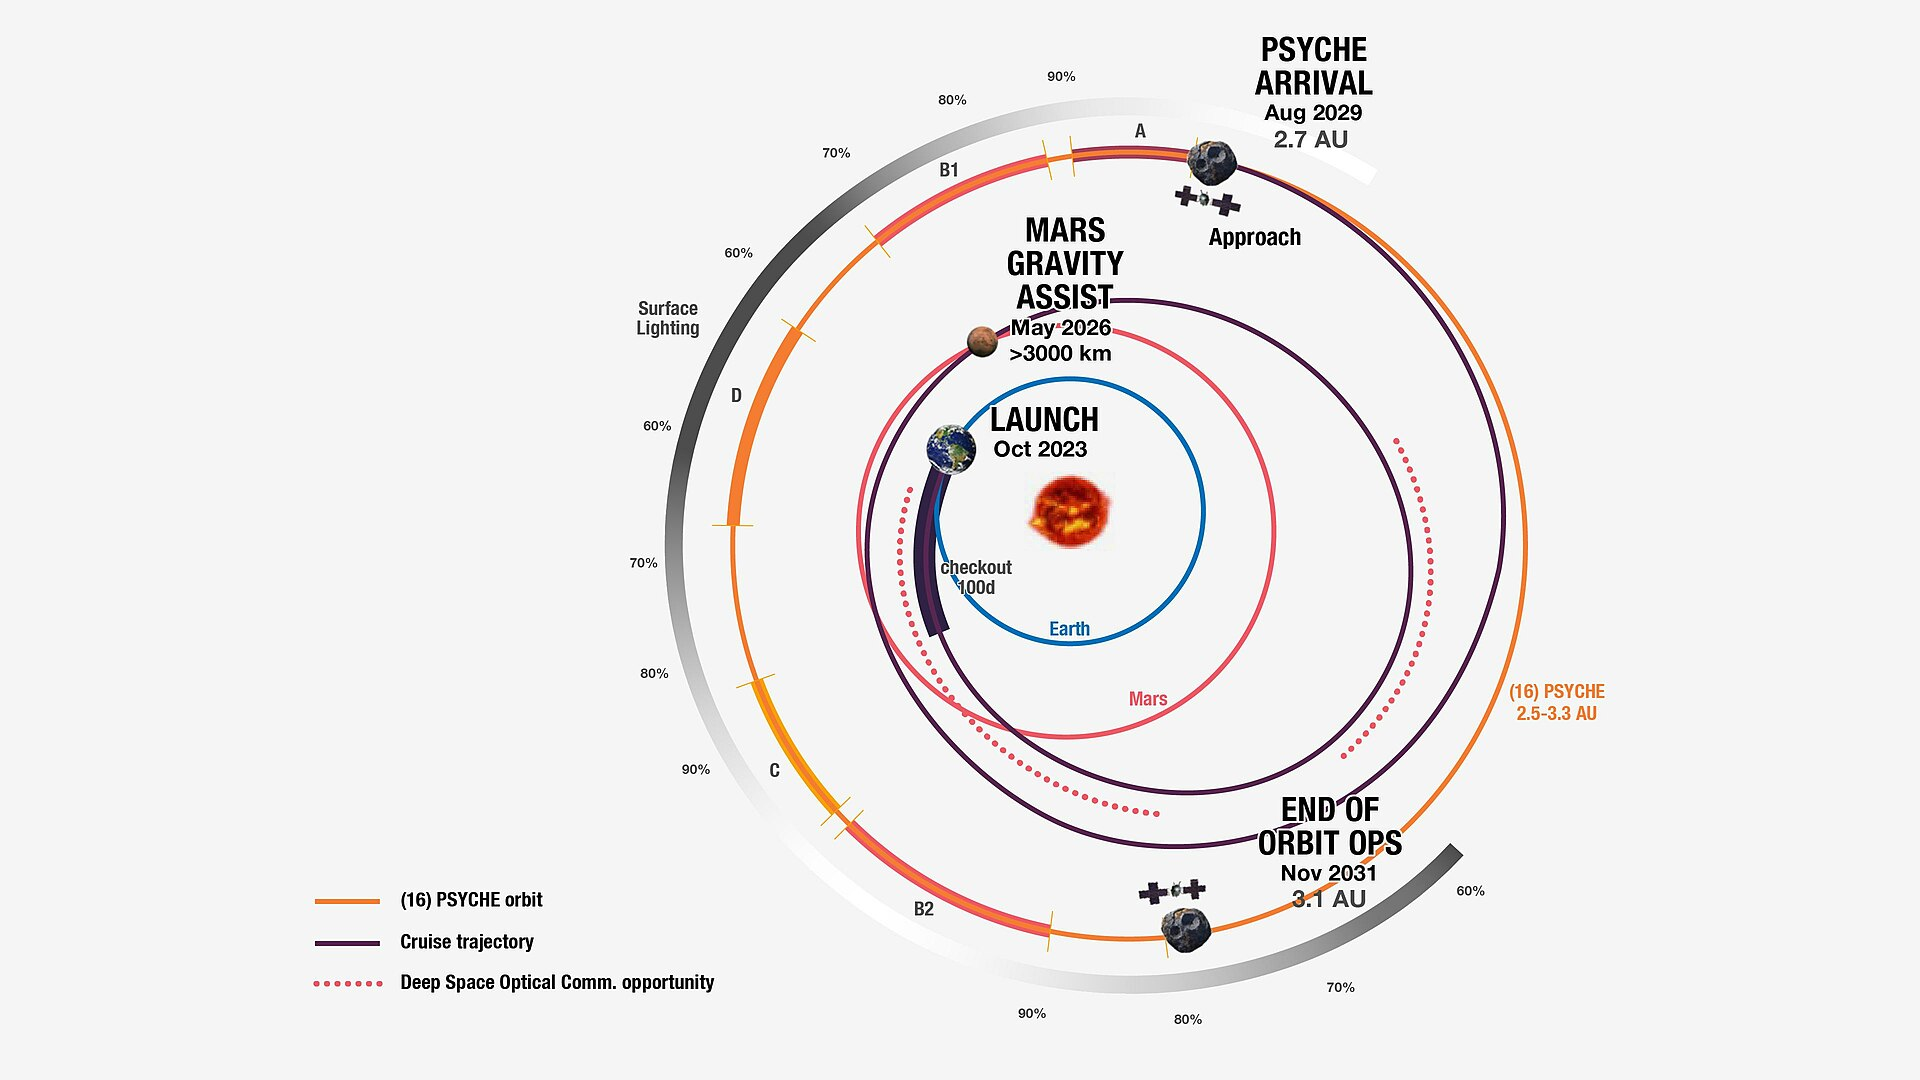 PSYCHE
ARRIVAL
Aug 2029
2.7 AU
90%
80%
70%
60%
Surface
Lighting
60%
70%
80%
90%
90%
80%
70%
60%
A
B1
D
C
B2
Approach
MARS
GRAVITY
ASSIST
May 2026
>3000 km
LAUNCH
Oct 2023
checkout
100d
Earth
Mars
(16) PSYCHE
2.5-3.3 AU
END OF
ORBIT OPS
Nov 2031
3.1 AU
(16) PSYCHE orbit
Cruise trajectory
Deep Space Optical Comm. opportunity